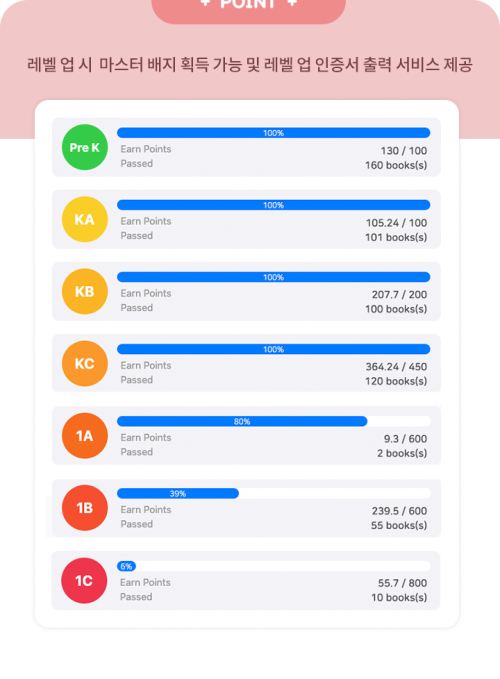 + POINT +
레벨 업 시 마스터 배지 획득 가능 및 레벨 업 인증서 출력 서비스 제공
Pre K
100%
Earn Points 130 / 100
Passed 160 books(s)
KA
100%
Earn Points 105.24 / 100
Passed 101 books(s)
KB
100%
Earn Points 207.7 / 200
Passed 100 books(s)
KC
100%
Earn Points 364.24 / 450
Passed 120 books(s)
1A
80%
Earn Points 9.3 / 600
Passed 2 books(s)
1B
39%
Earn Points 239.5 / 600
Passed 55 books(s)
1C
6%
Earn Points 55.7 / 800
Passed 10 books(s)